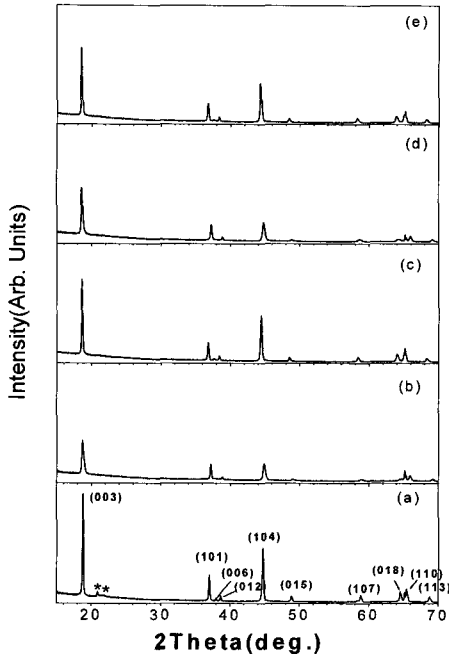 (e)
(d)
(c)
(b)
(a)
Intensity(Arb. Units)
(003)
* *
(101)
(006)
(012)
(104)
(015)
(107)
(018)
(110)
(113)
20 30 40 50 60 70
2Theta(deg.)